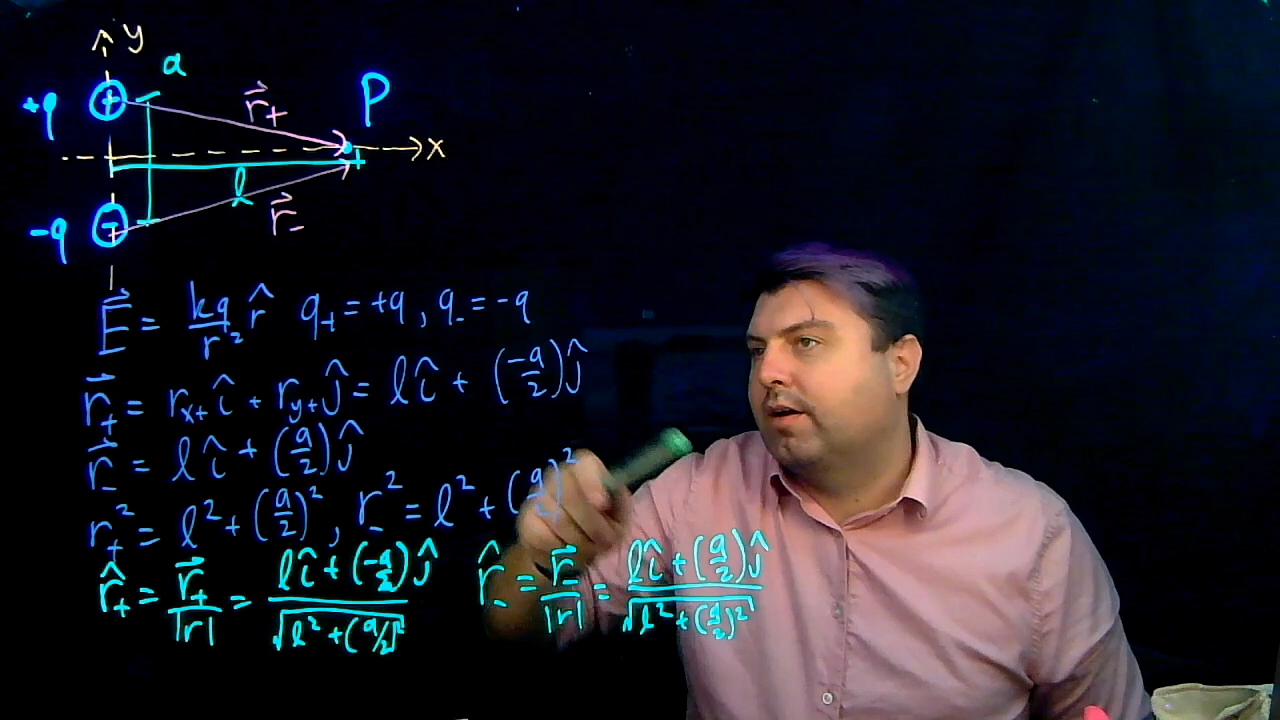 y
a
+q
P
r⃗₊
x
l
-q
r⃗₋
E⃗ = kq/r² r̂ q₊ = +q, q₋ = -q
r⃗₊ = rₓ₊ î + r_y₊ ĵ = l î + (-a/2) ĵ
r⃗₋ = l î + (a/2) ĵ
r₊² = l² + (a/2)², r₋² = l² + (a/2)²
r̂₊ = r⃗₊/|r| = (l î + (-a/2) ĵ)/√(l² + (a/2)²) r̂₋ = r⃗₋/|r| = (l î + (a/2) ĵ)/√(l² + (a/2)²)